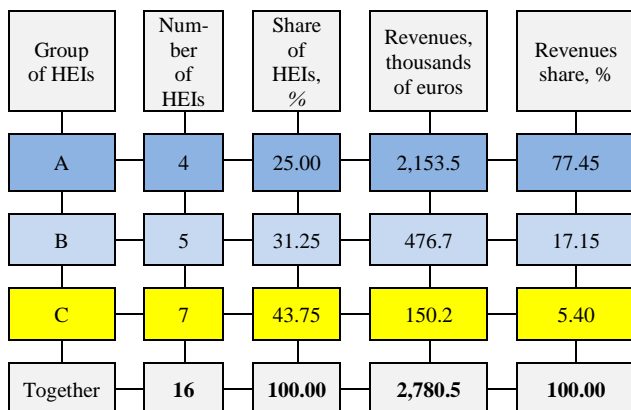 Group
of HEIs
Num-
ber
of
HEIs
Share
of
HEIs,
%
Revenues,
thousands
of euros
Revenues
share, %
A
4
25.00
2,153.5
77.45
B
5
31.25
476.7
17.15
C
7
43.75
150.2
5.40
Together
16
100.00
2,780.5
100.00